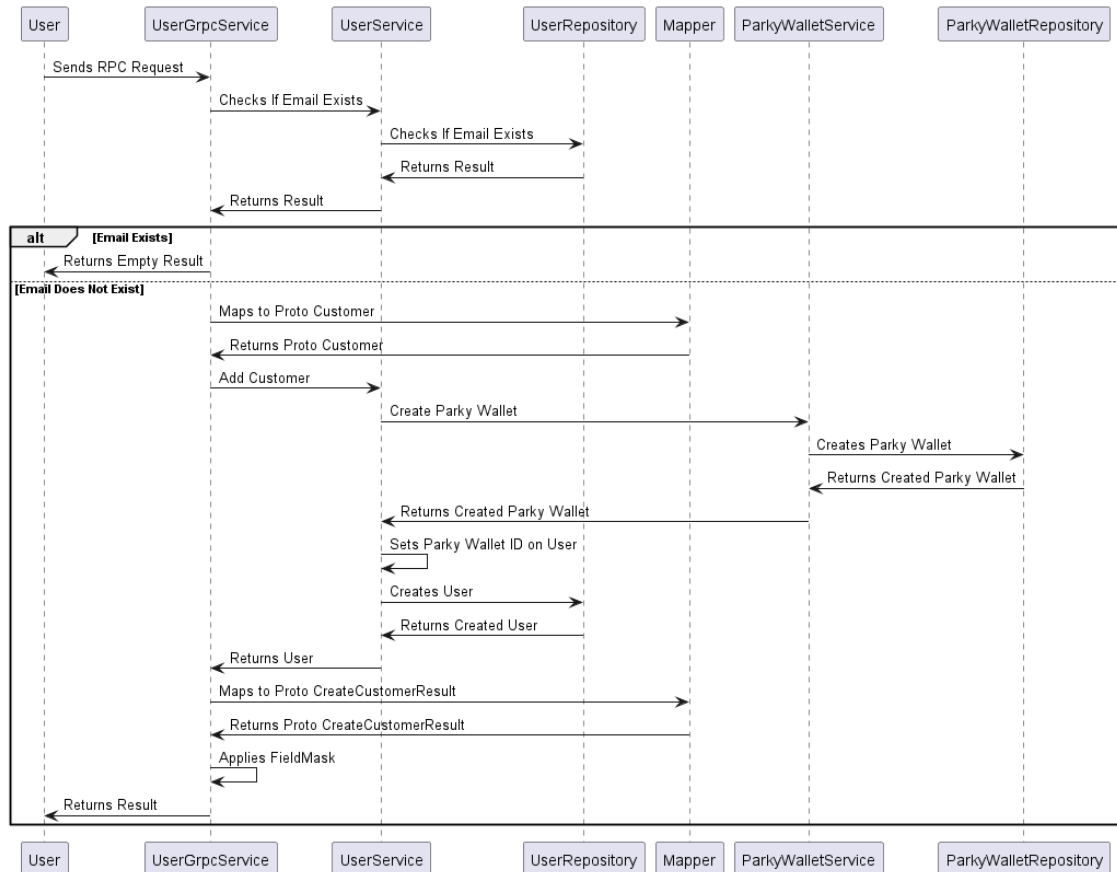 User UserGrpcService UserService UserRepository Mapper ParkyWalletService ParkyWalletRepository
Sends RPC Request
Checks If Email Exists
Checks If Email Exists
Returns Result
Returns Result
alt [Email Exists]
Returns Empty Result
[Email Does Not Exist]
Maps to Proto Customer
Returns Proto Customer
Add Customer
Create Parky Wallet
Creates Parky Wallet
Returns Created Parky Wallet
Returns Created Parky Wallet
Sets Parky Wallet ID on User
Creates User
Returns Created User
Returns User
Maps to Proto CreateCustomerResult
Returns Proto CreateCustomerResult
Applies FieldMask
Returns Result
User UserGrpcService UserService UserRepository Mapper ParkyWalletService ParkyWalletRepository